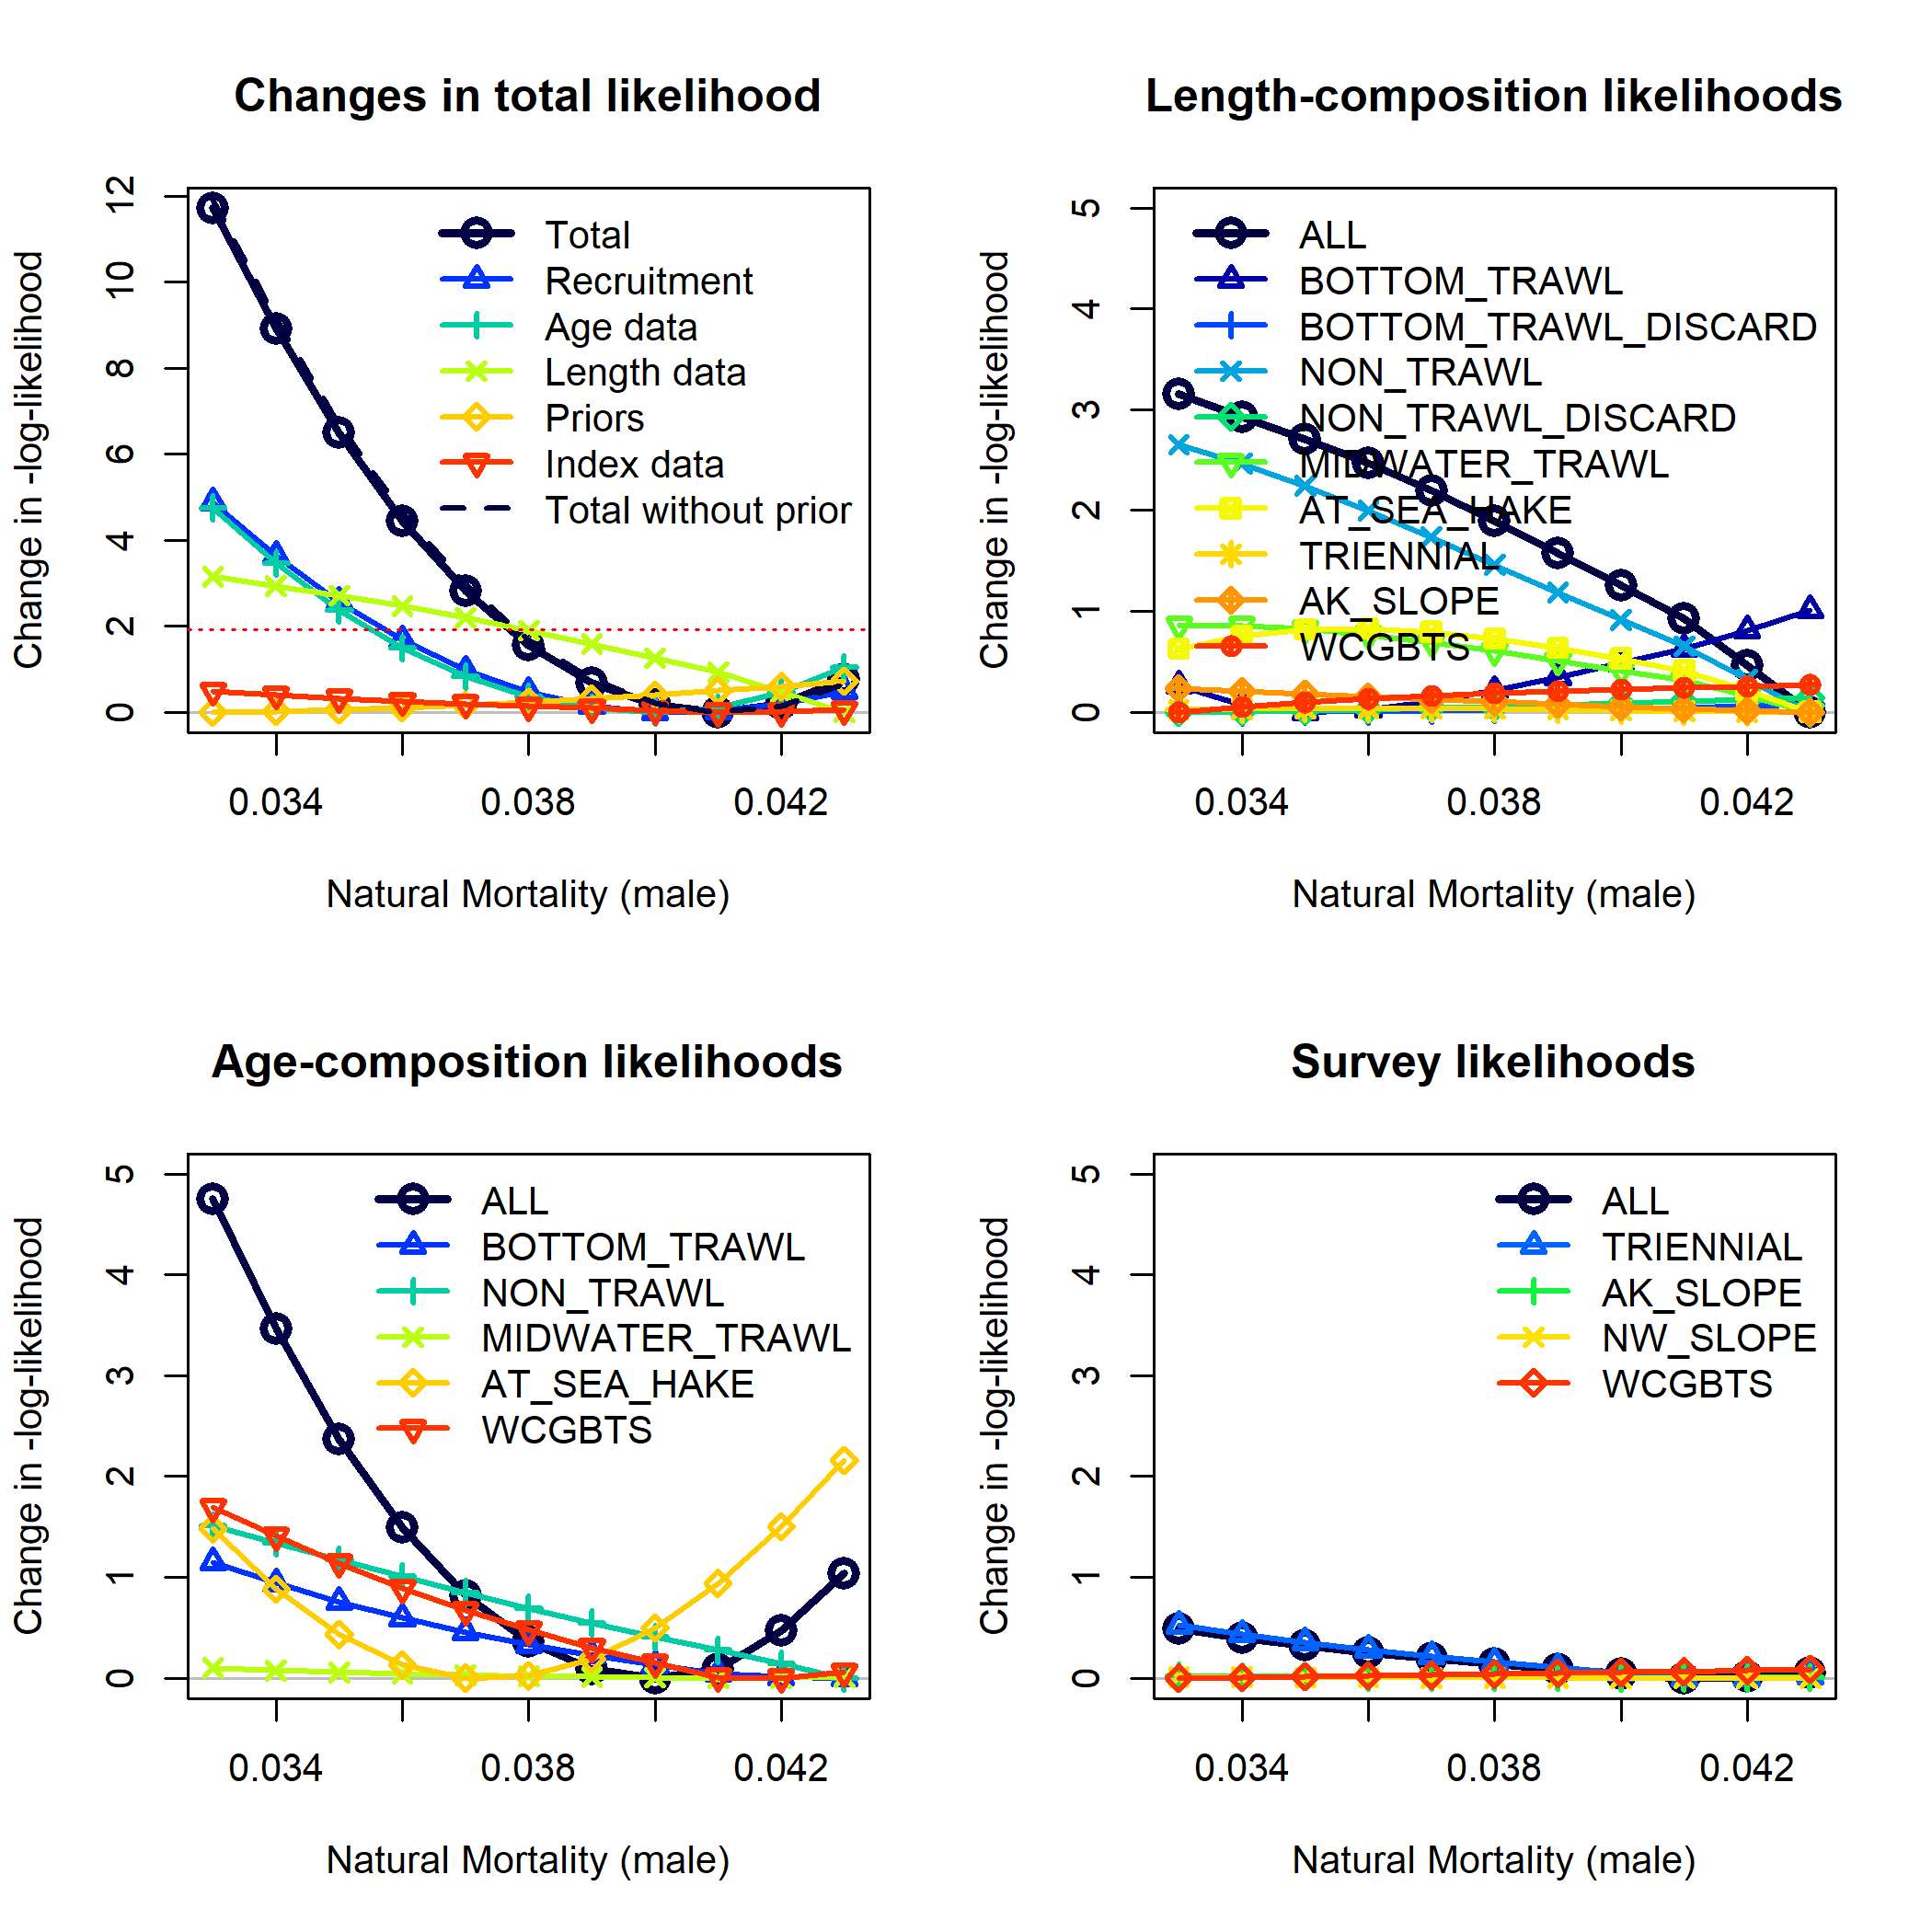 Changes in total likelihood
Change in -log-likelihood
12
10
8
6
4
2
0
Total
Recruitment
Age data
Length data
Priors
Index data
Total without prior
0.034
0.038
0.042
Natural Mortality (male)
Length-composition likelihoods
Change in -log-likelihood
5
4
3
2
1
0
ALL
BOTTOM_TRAWL
BOTTOM_TRAWL_DISCARD
NON_TRAWL
NON_TRAWL_DISCARD
MIDWATER_TRAWL
AT_SEA_HAKE
TRIENNIAL
AK_SLOPE
WCGBTS
0.034
0.038
0.042
Natural Mortality (male)
Age-composition likelihoods
Change in -log-likelihood
5
4
3
2
1
0
ALL
BOTTOM_TRAWL
NON_TRAWL
MIDWATER_TRAWL
AT_SEA_HAKE
WCGBTS
0.034
0.038
0.042
Natural Mortality (male)
Survey likelihoods
Change in -log-likelihood
5
4
3
2
1
0
ALL
TRIENNIAL
AK_SLOPE
NW_SLOPE
WCGBTS
0.034
0.038
0.042
Natural Mortality (male)